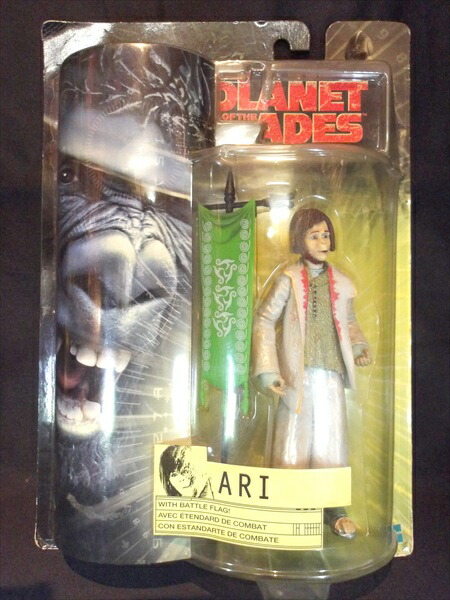 PLANET
OF THE
APES
ARI
WITH BATTLE FLAG!
AVEC ÉTENDARD DE COMBAT
CON ESTANDARTE DE COMBATE